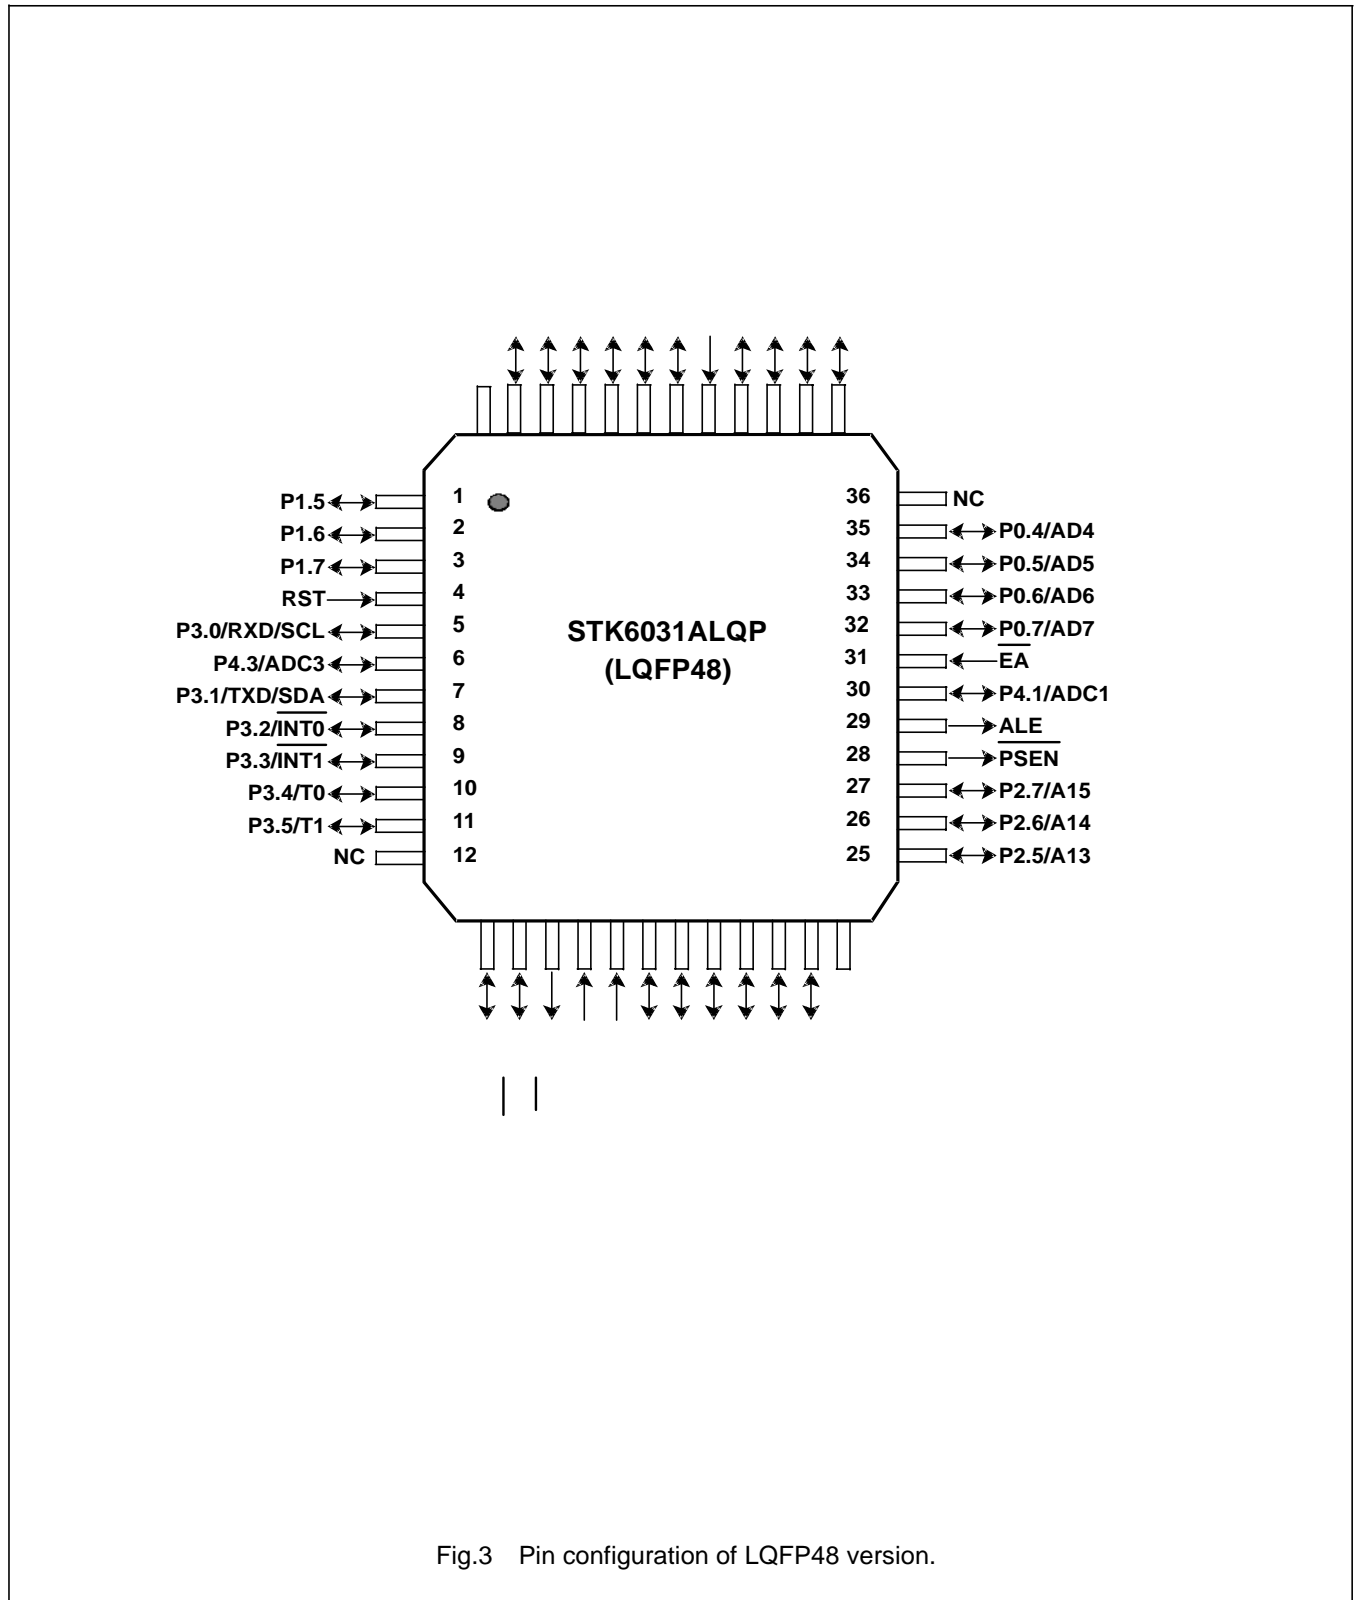 P1.5 1
P1.6 2
P1.7 3
RST 4
P3.0/RXD/SCL 5
P4.3/ADC3 6
P3.1/TXD/SDA 7
P3.2/INT0 8
P3.3/INT1 9
P3.4/T0 10
P3.5/T1 11
NC 12
STK6031ALQP
(LQFP48)
36 NC
35 P0.4/AD4
34 P0.5/AD5
33 P0.6/AD6
32 P0.7/AD7
31 EA
30 P4.1/ADC1
29 ALE
28 PSEN
27 P2.7/A15
26 P2.6/A14
25 P2.5/A13
Fig.3 Pin configuration of LQFP48 version.